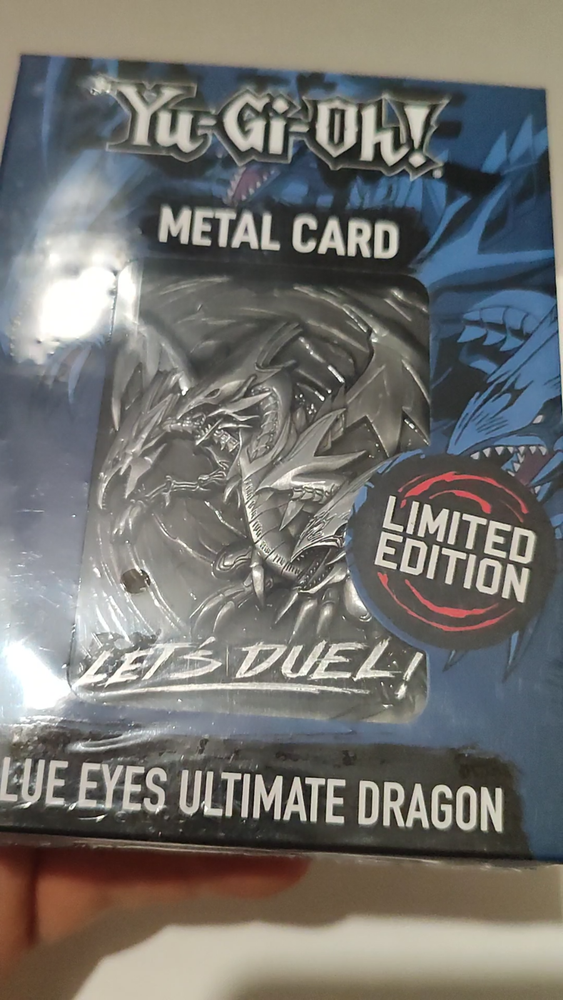 Yu-Gi-Oh!
METAL CARD
LIMITED
EDITION
LET'S DUEL!
LUE EYES ULTIMATE DRAGON